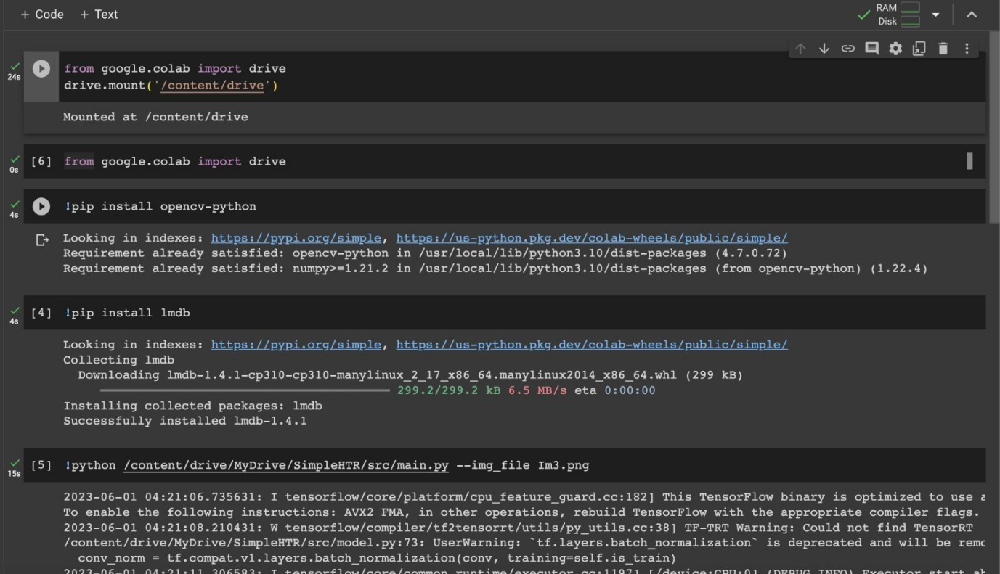 + Code + Text
RAM
Disk
24s
from google.colab import drive
drive.mount('/content/drive')
Mounted at /content/drive
0s
[6] from google.colab import drive
4s
!pip install opencv-python
Looking in indexes: https://pypi.org/simple, https://us-python.pkg.dev/colab-wheels/public/simple/
Requirement already satisfied: opencv-python in /usr/local/lib/python3.10/dist-packages (4.7.0.72)
Requirement already satisfied: numpy>=1.21.2 in /usr/local/lib/python3.10/dist-packages (from opencv-python) (1.22.4)
4s
[4] !pip install lmdb
Looking in indexes: https://pypi.org/simple, https://us-python.pkg.dev/colab-wheels/public/simple/
Collecting lmdb
Downloading lmdb-1.4.1-cp310-cp310-manylinux_2_17_x86_64.manylinux2014_x86_64.whl (299 kB)
299.2/299.2 kB 6.5 MB/s eta 0:00:00
Installing collected packages: lmdb
Successfully installed lmdb-1.4.1
15s
[5] !python /content/drive/MyDrive/SimpleHTR/src/main.py --img_file Im3.png
2023-06-01 04:21:06.735631: I tensorflow/core/platform/cpu_feature_guard.cc:182] This TensorFlow binary is optimized to use
To enable the following instructions: AVX2 FMA, in other operations, rebuild TensorFlow with the appropriate compiler flags.
2023-06-01 04:21:08.210431: W tensorflow/compiler/tf2tensorrt/utils/py_utils.cc:38] TF-TRT Warning: Could not find TensorRT
/content/drive/MyDrive/SimpleHTR/src/model.py:73: UserWarning: `tf.layers.batch_normalization` is deprecated and will be
conv_norm = tf.compat.v1.layers.batch_normalization(conv, training=self.is_train)
2023-06-01 04:21:11.306583: I tensorflow/core/common_runtime/executor.cc:1197] [/device:CPU:0] (DEBUG INFO) Executor start